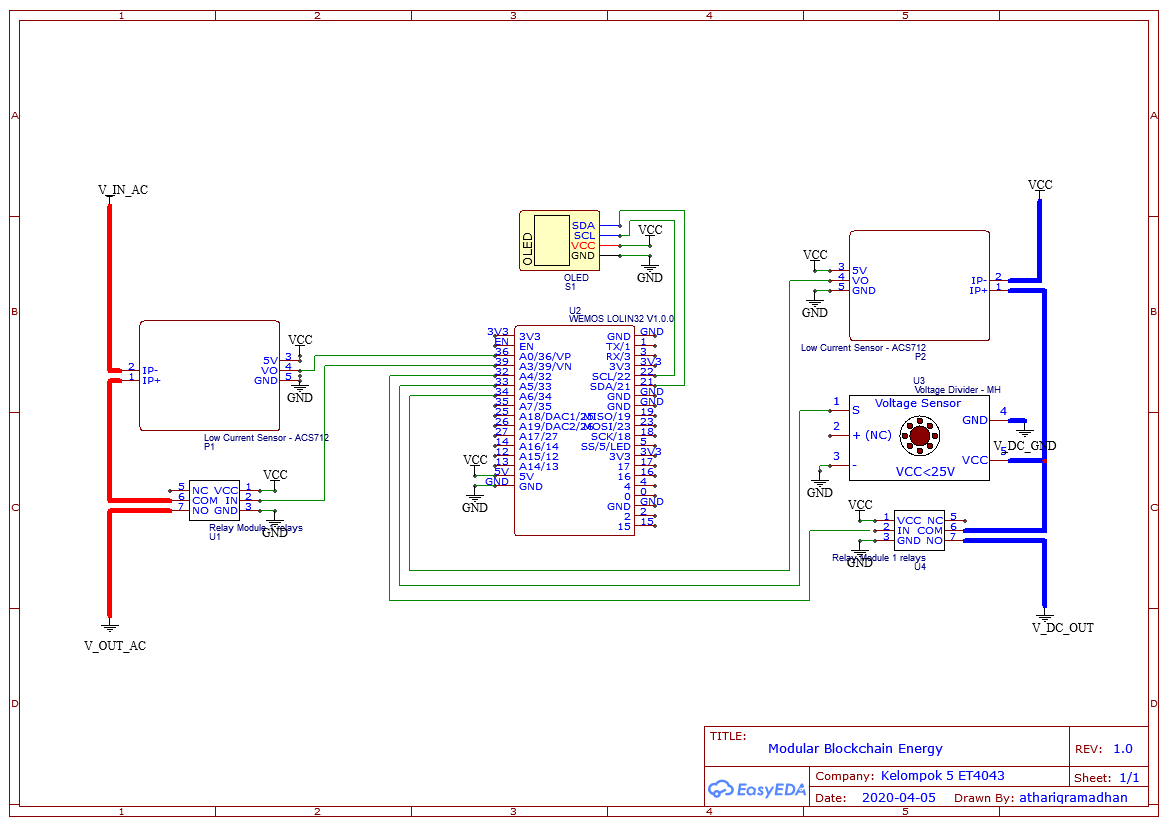 1 2 3 4 5
A A
B B
C C
D D
1 2 3 4 5
V_IN_AC
2 IP-
1 IP+
5V 3
VO 4
GND 5
VCC
GND
Low Current Sensor - ACS712
P1
5 NC VCC 1
6 COM IN 2
7 NO GND 3
VCC
GND
Relay Module 1 relays
U1
V_OUT_AC
OLED
SDA
SCL
VCC
GND
VCC
GND
OLED
S1
U2
WEMOS LOLIN32 V1.0.0
3V3 3V3 GND GND
EN EN TX/1 1
36 A0/36/VP RX/3 3
39 A3/39/VN 3V3 3V3
32 A4/32 SCL/22 22
33 A5/33 SDA/21 21
34 A6/34 GND GND
35 A7/35 GND GND
25 A18/DAC1/25 MISO/19 19
26 A19/DAC2/26 MOSI/23 23
27 A17/27 SCK/18 18
14 A16/14 SS/5/LED 5
12 A15/12 3V3 3V3
13 A14/13 17 17
5V 5V 16 16
GND GND 4 4
0 0
GND GND
2 2
15 15
VCC
GND
VCC
VCC
3 5V
4 VO
5 GND
IP- 2
IP+ 1
GND
Low Current Sensor - ACS712
P2
U3
Voltage Divider - MH
Voltage Sensor
1 S
2 + (NC)
3 -
GND 4
VCC 5
VCC<25V
V_DC_GND
GND
VCC
1 VCC NC 5
2 IN COM 6
3 GND NO 7
GND
Relay Module 1 relays
U4
V_DC_OUT
TITLE:
Modular Blockchain Energy
REV: 1.0
EasyEDA
Company: Kelompok 5 ET4043
Sheet: 1/1
Date: 2020-04-05 Drawn By: athariqramadhan